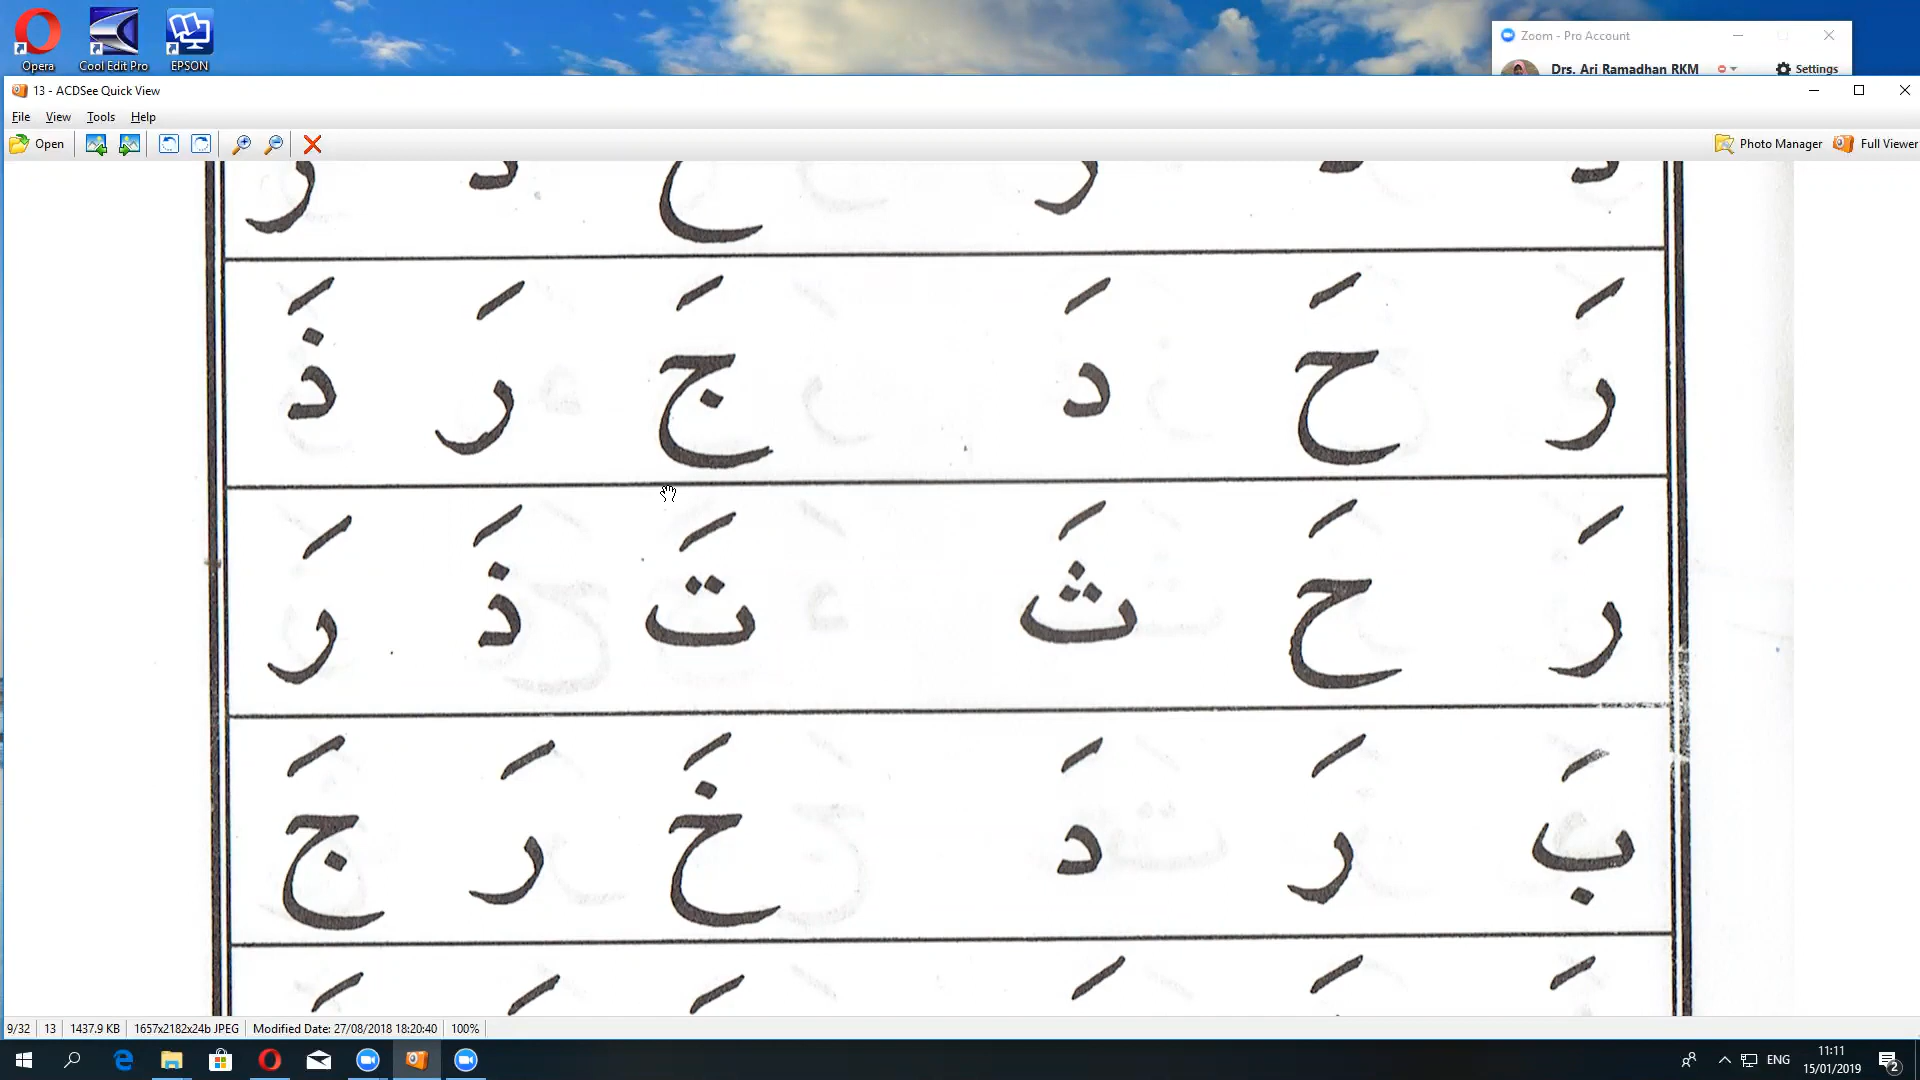 Opera
Cool Edit Pro
EPSON
Zoom - Pro Account
Drs. Ari Ramadhan RKM
Settings
13 - ACDSee Quick View
File View Tools Help
Open
Photo Manager Full Viewer
رَ حَ دَ جَ رَ ذَ
رَ حَ ثَ تَ ذَ رَ
بَ رَ دَ خَ رَ جَ
9/32 13 1437.9 KB 1657x2182x24b JPEG Modified Date: 27/08/2018 18:20:40 100%
ENG
11:11
15/01/2019
2